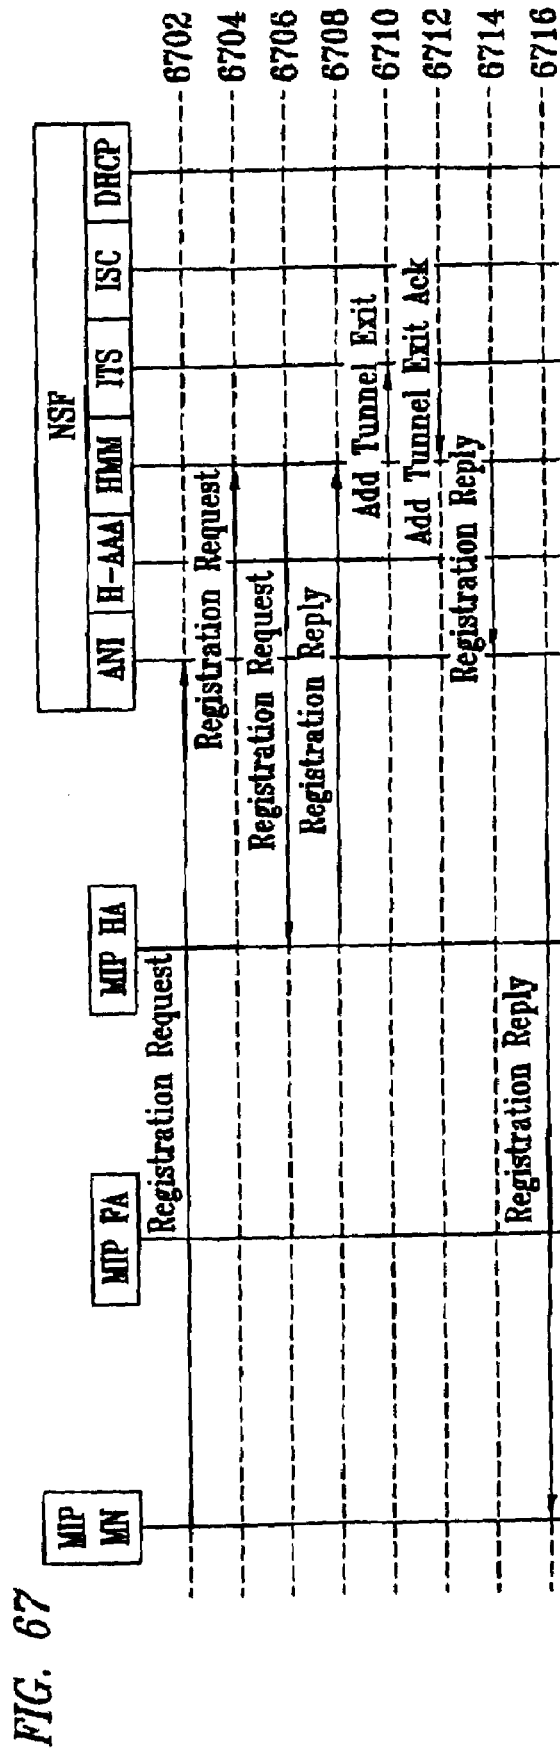 FIG. 67
MIP
MN
MIP FA
MIP HA
NSF
ANI
H-AAA
HMM
ITS
ISC
DHCP
Registration Request
6702
Registration Request
6704
Registration Request
6706
Registration Reply
6708
Add Tunnel Exit
6710
Add Tunnel Exit Ack
6712
Registration Reply
6714
Registration Reply
6716